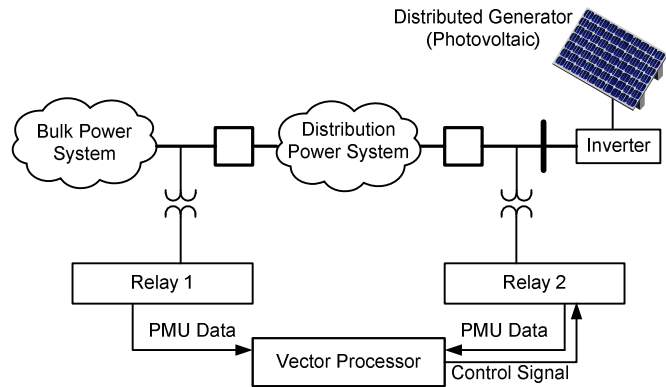 Distributed Generator
(Photovoltaic)
Bulk Power
System
Distribution
Power System
Inverter
Relay 1
Relay 2
PMU Data
PMU Data
Vector Processor
Control Signal